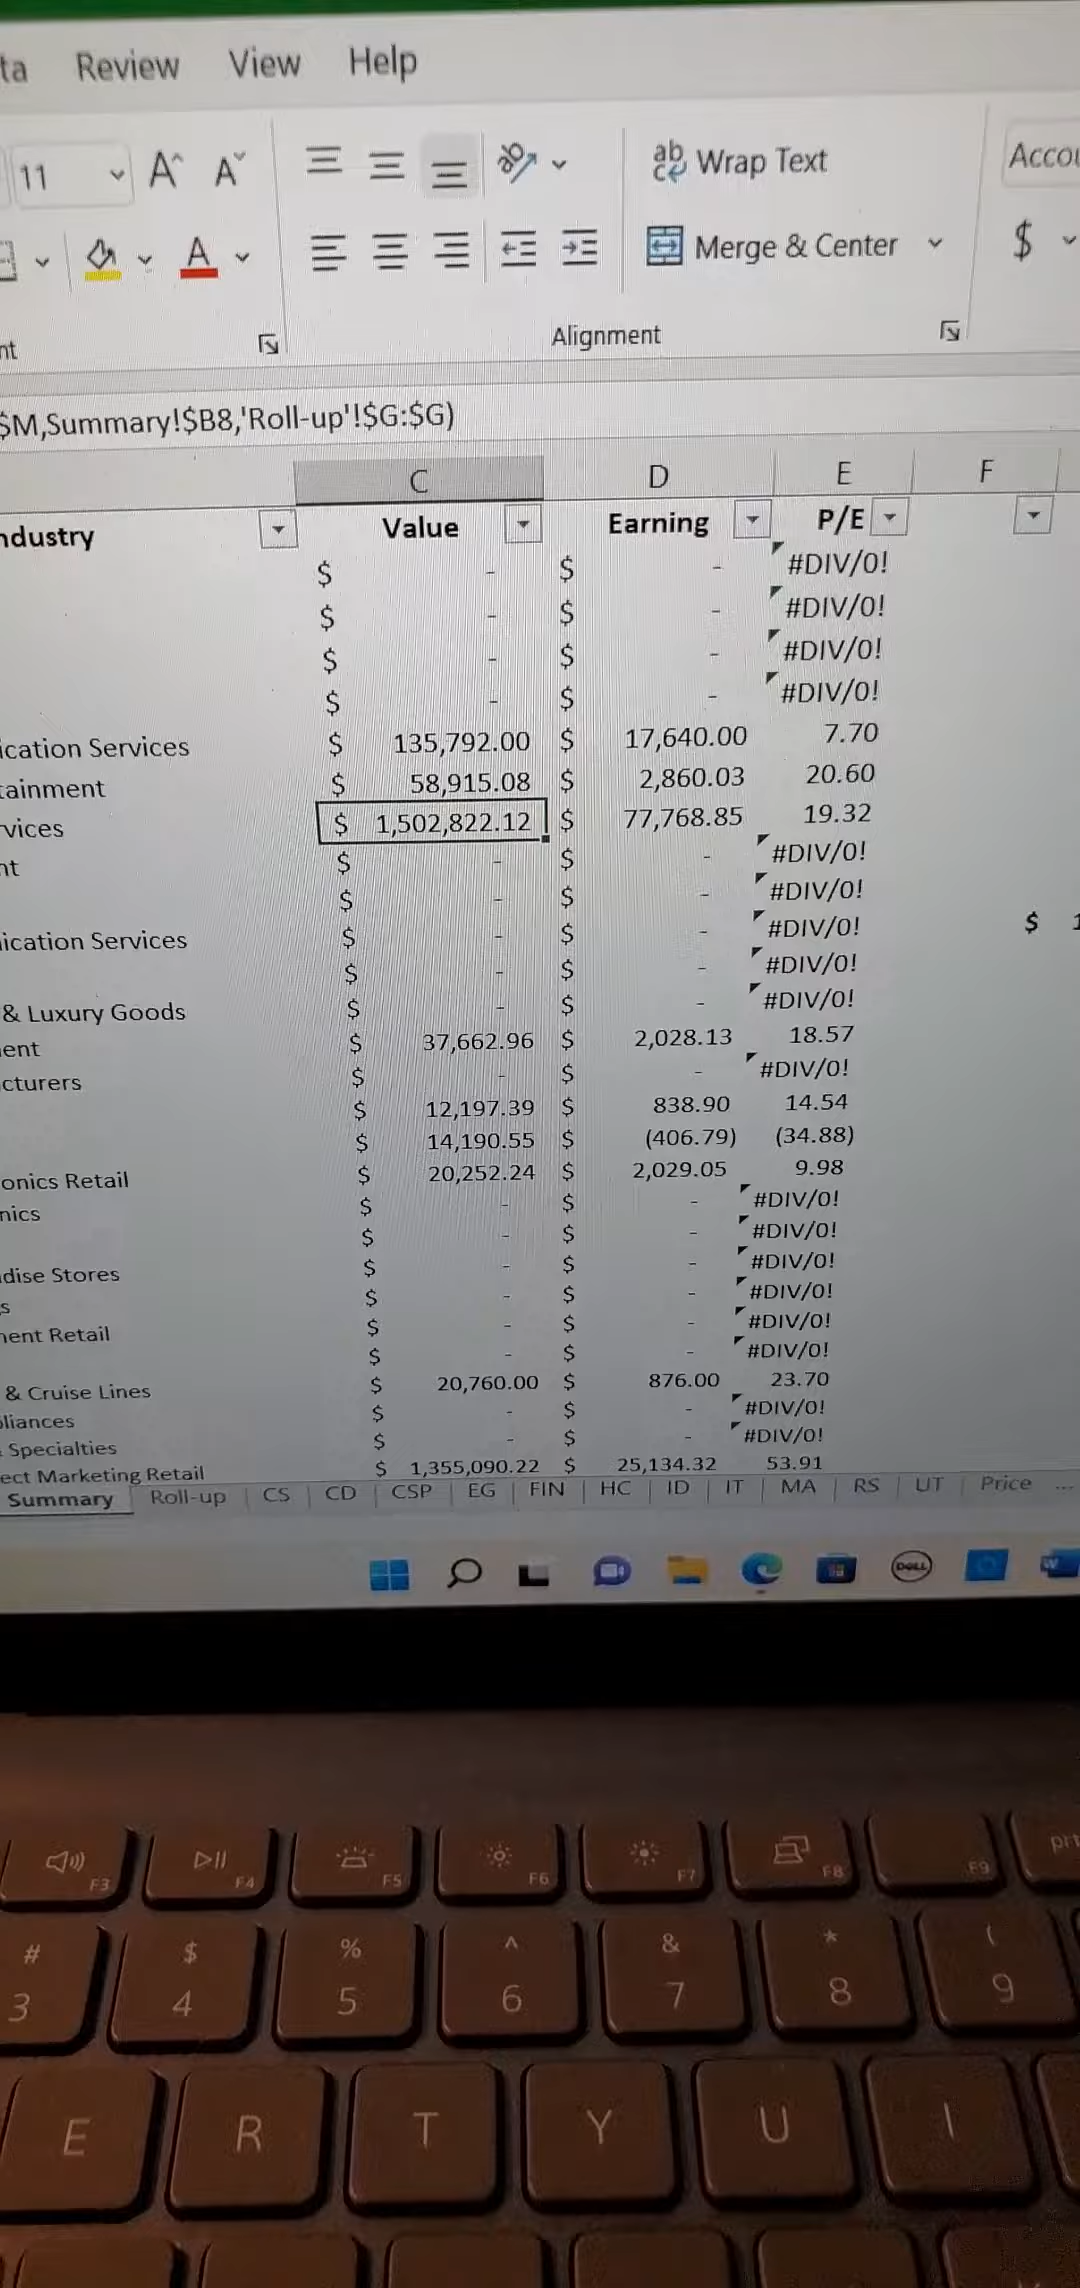 ta Review View Help
11 A^ A˅ ab Wrap Text Accou
A Merge & Center $
nt Alignment
$M,Summary!$B8,'Roll-up'!$G:$G)
C D E F
ndustry Value Earning P/E
$ - $ - #DIV/0!
$ - $ - #DIV/0!
$ - $ - #DIV/0!
$ - $ - #DIV/0!
ication Services $ 135,792.00 $ 17,640.00 7.70
tainment $ 58,915.08 $ 2,860.03 20.60
vices $ 1,502,822.12 $ 77,768.85 19.32
nt $ - $ - #DIV/0!
$ - $ - #DIV/0!
ication Services $ - $ - #DIV/0! $ 1
$ - $ - #DIV/0!
& Luxury Goods $ - $ - #DIV/0!
ent $ 37,662.96 $ 2,028.13 18.57
cturers $ - $ - #DIV/0!
$ 12,197.39 $ 838.90 14.54
$ 14,190.55 $ (406.79) (34.88)
onics Retail $ 20,252.24 $ 2,029.05 9.98
nics $ - $ - #DIV/0!
$ - $ - #DIV/0!
dise Stores $ - $ - #DIV/0!
s $ - $ - #DIV/0!
ent Retail $ - $ - #DIV/0!
$ - $ - #DIV/0!
& Cruise Lines $ 20,760.00 $ 876.00 23.70
liances $ - $ - #DIV/0!
Specialties $ - $ - #DIV/0!
ect Marketing Retail $ 1,355,090.22 $ 25,134.32 53.91
Summary Roll-up CS CD CSP EG FIN HC ID IT MA RS UT Price ...
DELL W
F3 F4 F5 F6 F7 F8 F9 prt
# $ % ^ & * (
3 4 5 6 7 8 9
E R T Y U I